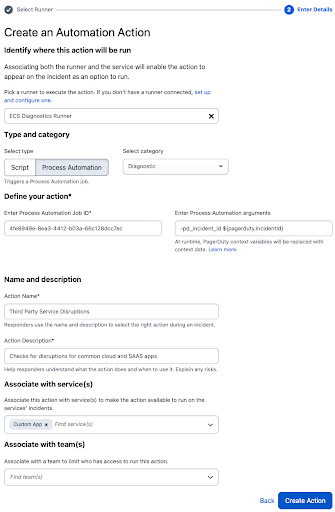 Select Runner
2 Enter Details
Create an Automation Action
Identify where this action will be run
Associating both the runner and the service will enable the action to
appear on the incident as an option to run.
Pick a runner to execute the action. If you don't have a runner connected, set up
and configure one.
ECS Diagnostics Runner
Type and category
Select type Select category
Script Process Automation Diagnostic
Triggers a Process Automation job.
Define your action*
Enter Process Automation Job ID* Enter Process Automation arguments
4fe8949e-8ea3-4412-b03a-66c128dcc7ec -pd_incident_id ${pagerduty.incidentId}
At runtime, PagerDuty context variables will be replaced with
context data. Learn more.
Name and description
Action Name*
Third Party Service Disruptions
Responders use the name and description to select the right action during an incident.
Action Description*
Checks for disruptions for common cloud and SAAS apps
Help responders understand what the action does and when to use it. Explain any risks.
Associate with service(s)
Associate this action with service(s) to make the action available to run on the
services' incidents.
Custom App × Find service(s)
Associate with team(s)
Associate with a team to limit who has access to run this action.
Find team(s)
Back Create Action